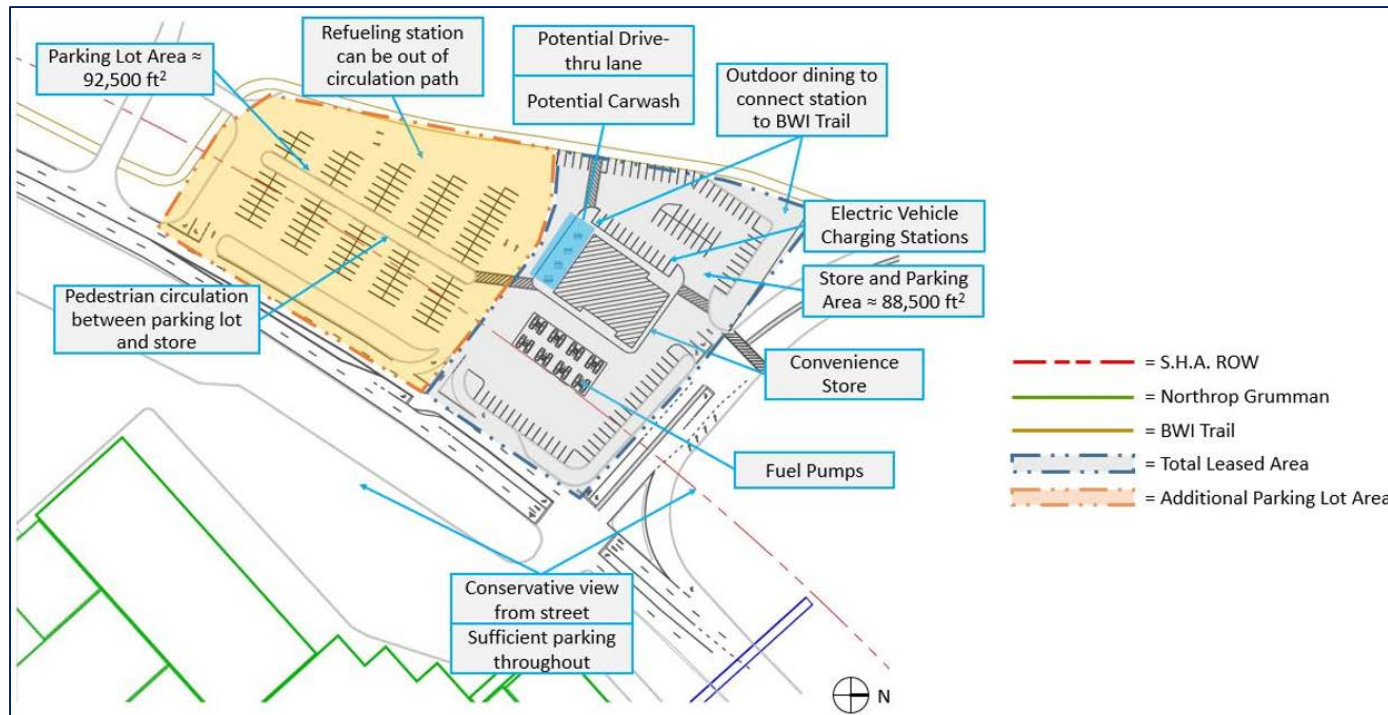 Parking Lot Area ≈
92,500 ft²
Refueling station
can be out of
circulation path
Potential Drive-
thru lane
Potential Carwash
Outdoor dining to
connect station
to BWI Trail
Electric Vehicle
Charging Stations
Store and Parking
Area ≈ 88,500 ft²
Pedestrian circulation
between parking lot
and store
Convenience
Store
Fuel Pumps
Conservative view
from street
Sufficient parking
throughout
= S.H.A. ROW
= Northrop Grumman
= BWI Trail
= Total Leased Area
= Additional Parking Lot Area
N